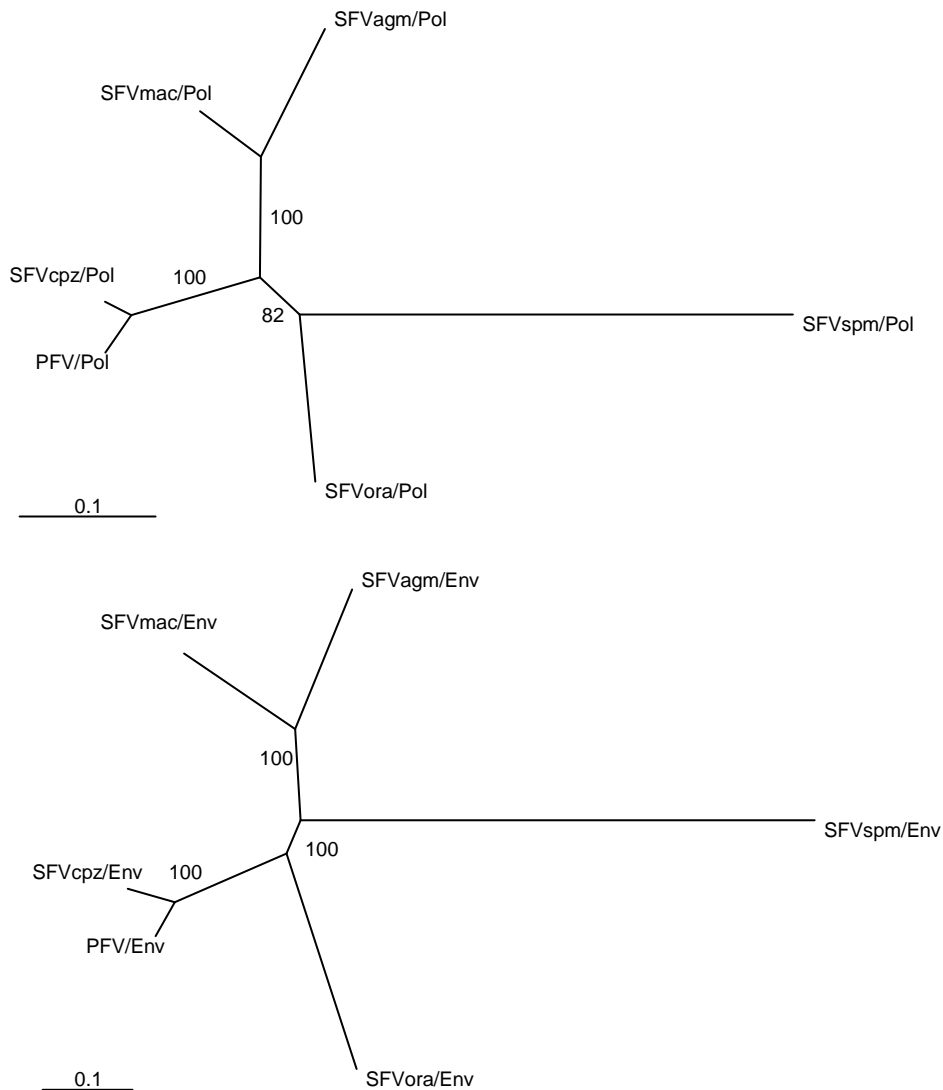 SFVagm/Pol
SFVmac/Pol
100
SFVcpz/Pol
100
82
SFVspm/Pol
PFV/Pol
SFVora/Pol
0.1
SFVagm/Env
SFVmac/Env
100
SFVspm/Env
100
SFVcpz/Env
100
PFV/Env
SFVora/Env
0.1